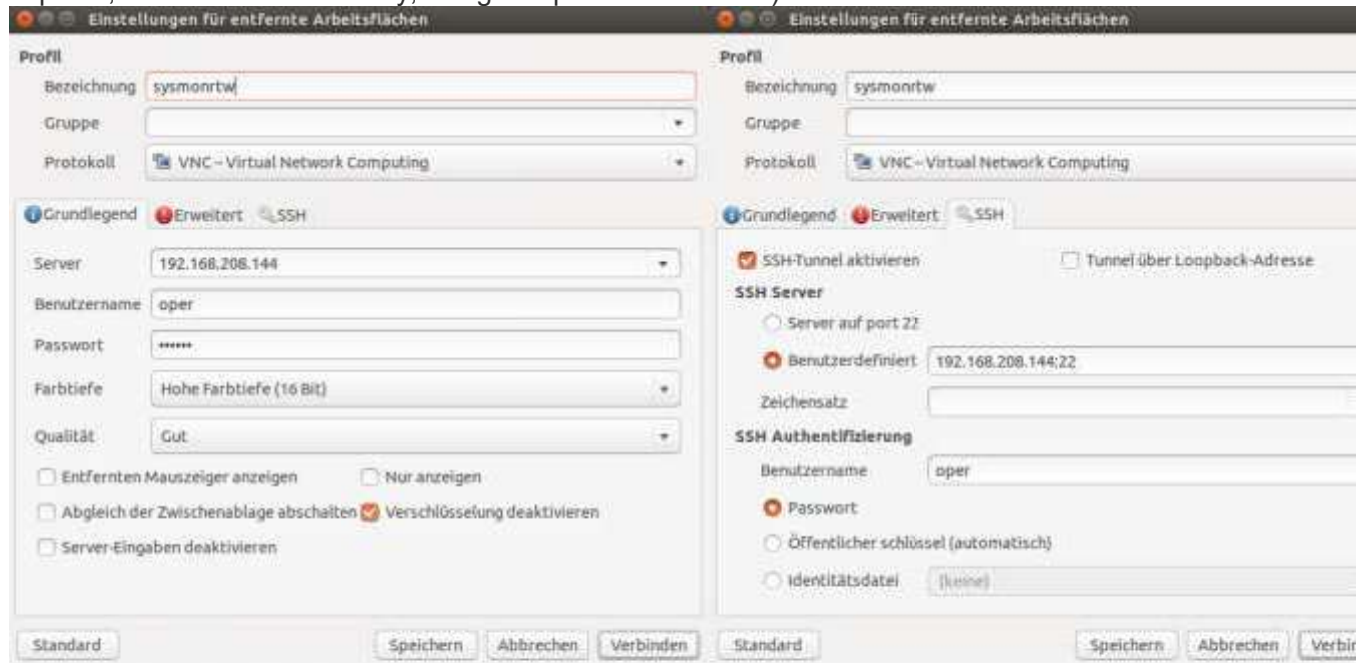 Einstellungen für entfernte Arbeitsflächen
Profil
Bezeichnung sysmonrtw
Gruppe
Protokoll VNC – Virtual Network Computing
Grundlegend Erweitert SSH
Server 192.168.208.144
Benutzername oper
Passwort ••••••
Farbtiefe Hohe Farbtiefe (16 Bit)
Qualität Gut
Entfernten Mauszeiger anzeigen Nur anzeigen
Abgleich der Zwischenablage abschalten Verschlüsselung deaktivieren
Server-Eingaben deaktivieren
Standard Speichern Abbrechen Verbinden
Einstellungen für entfernte Arbeitsflächen
Profil
Bezeichnung sysmonrtw
Gruppe
Protokoll VNC – Virtual Network Computing
Grundlegend Erweitert SSH
SSH-Tunnel aktivieren Tunnel über Loopback-Adresse
SSH Server
Server auf port 22
Benutzerdefiniert 192.168.208.144:22
Zeichensatz
SSH Authentifizierung
Benutzername oper
Passwort
Öffentlicher schlüssel (automatisch)
Identitätsdatei (keine)
Standard Speichern Abbrechen Verbin